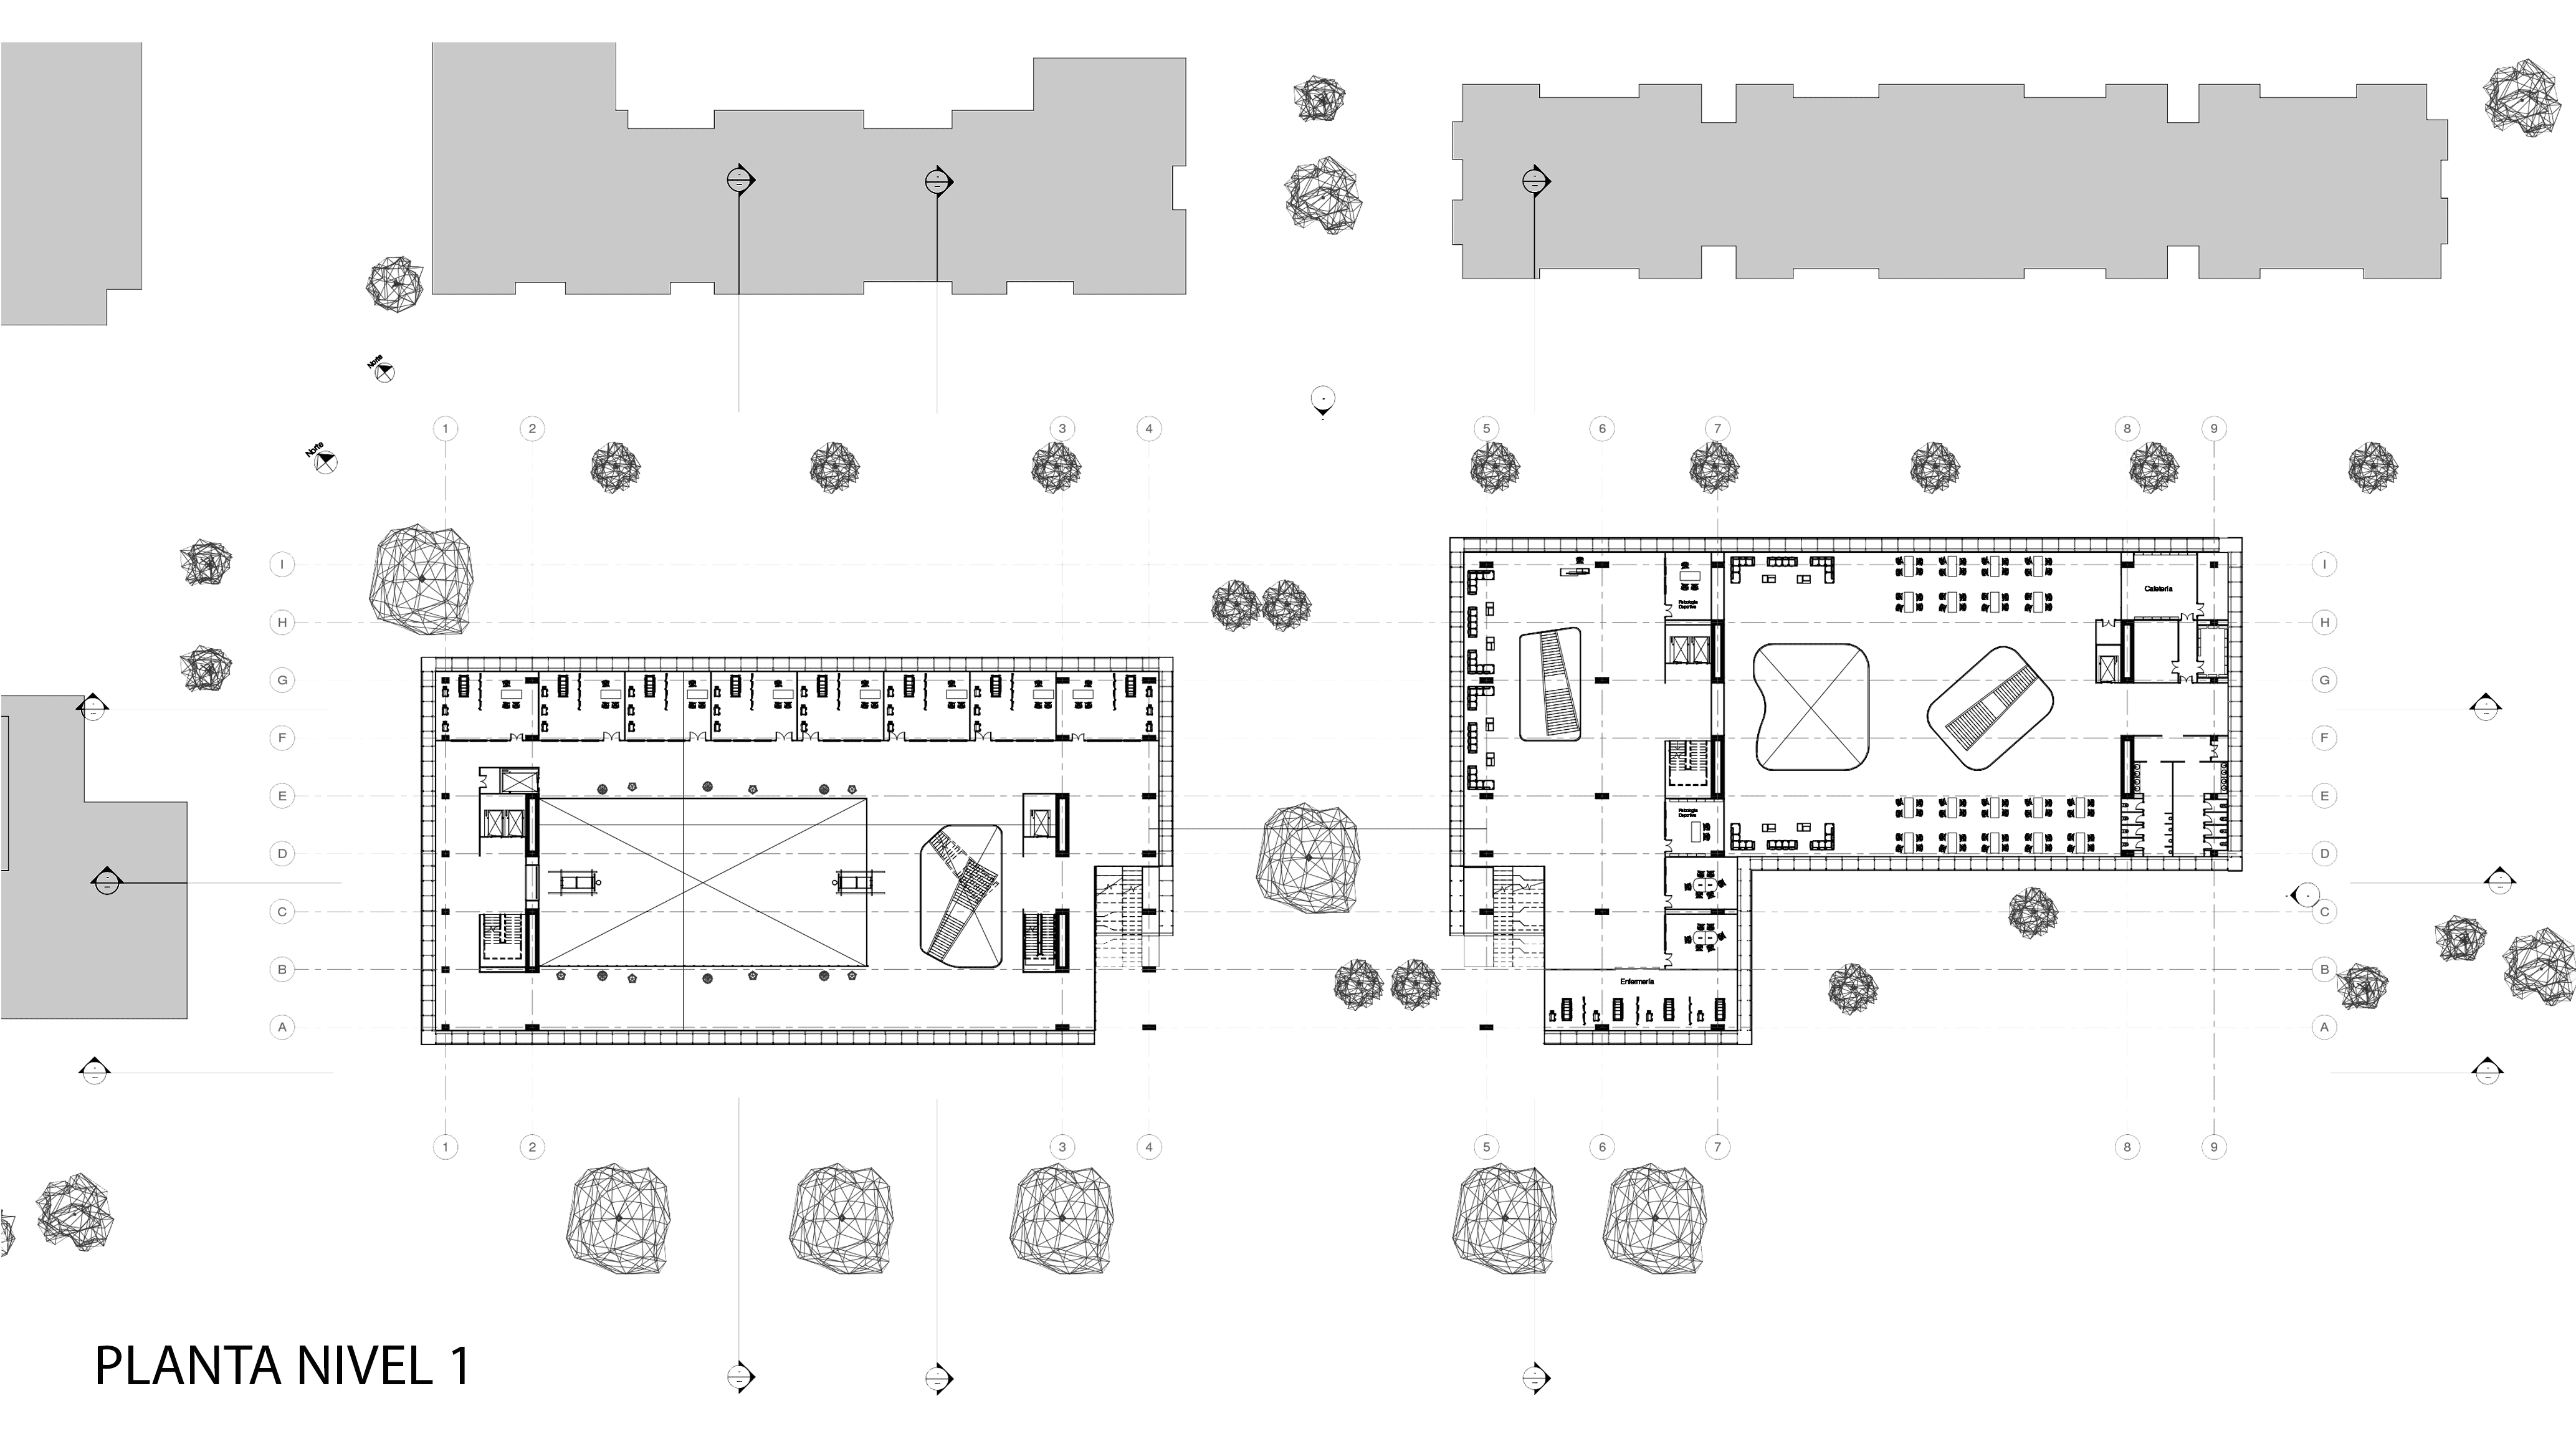 Norte
Norte
1 2 3 4 5 6 7 8 9
I I
Cafetería
Psicología
Deportiva
H H
G G
F F
E E
Psicología
Deportiva
D D
C C
B B
Enfermería
A A
1 2 3 4 5 6 7 8 9
PLANTA NIVEL 1